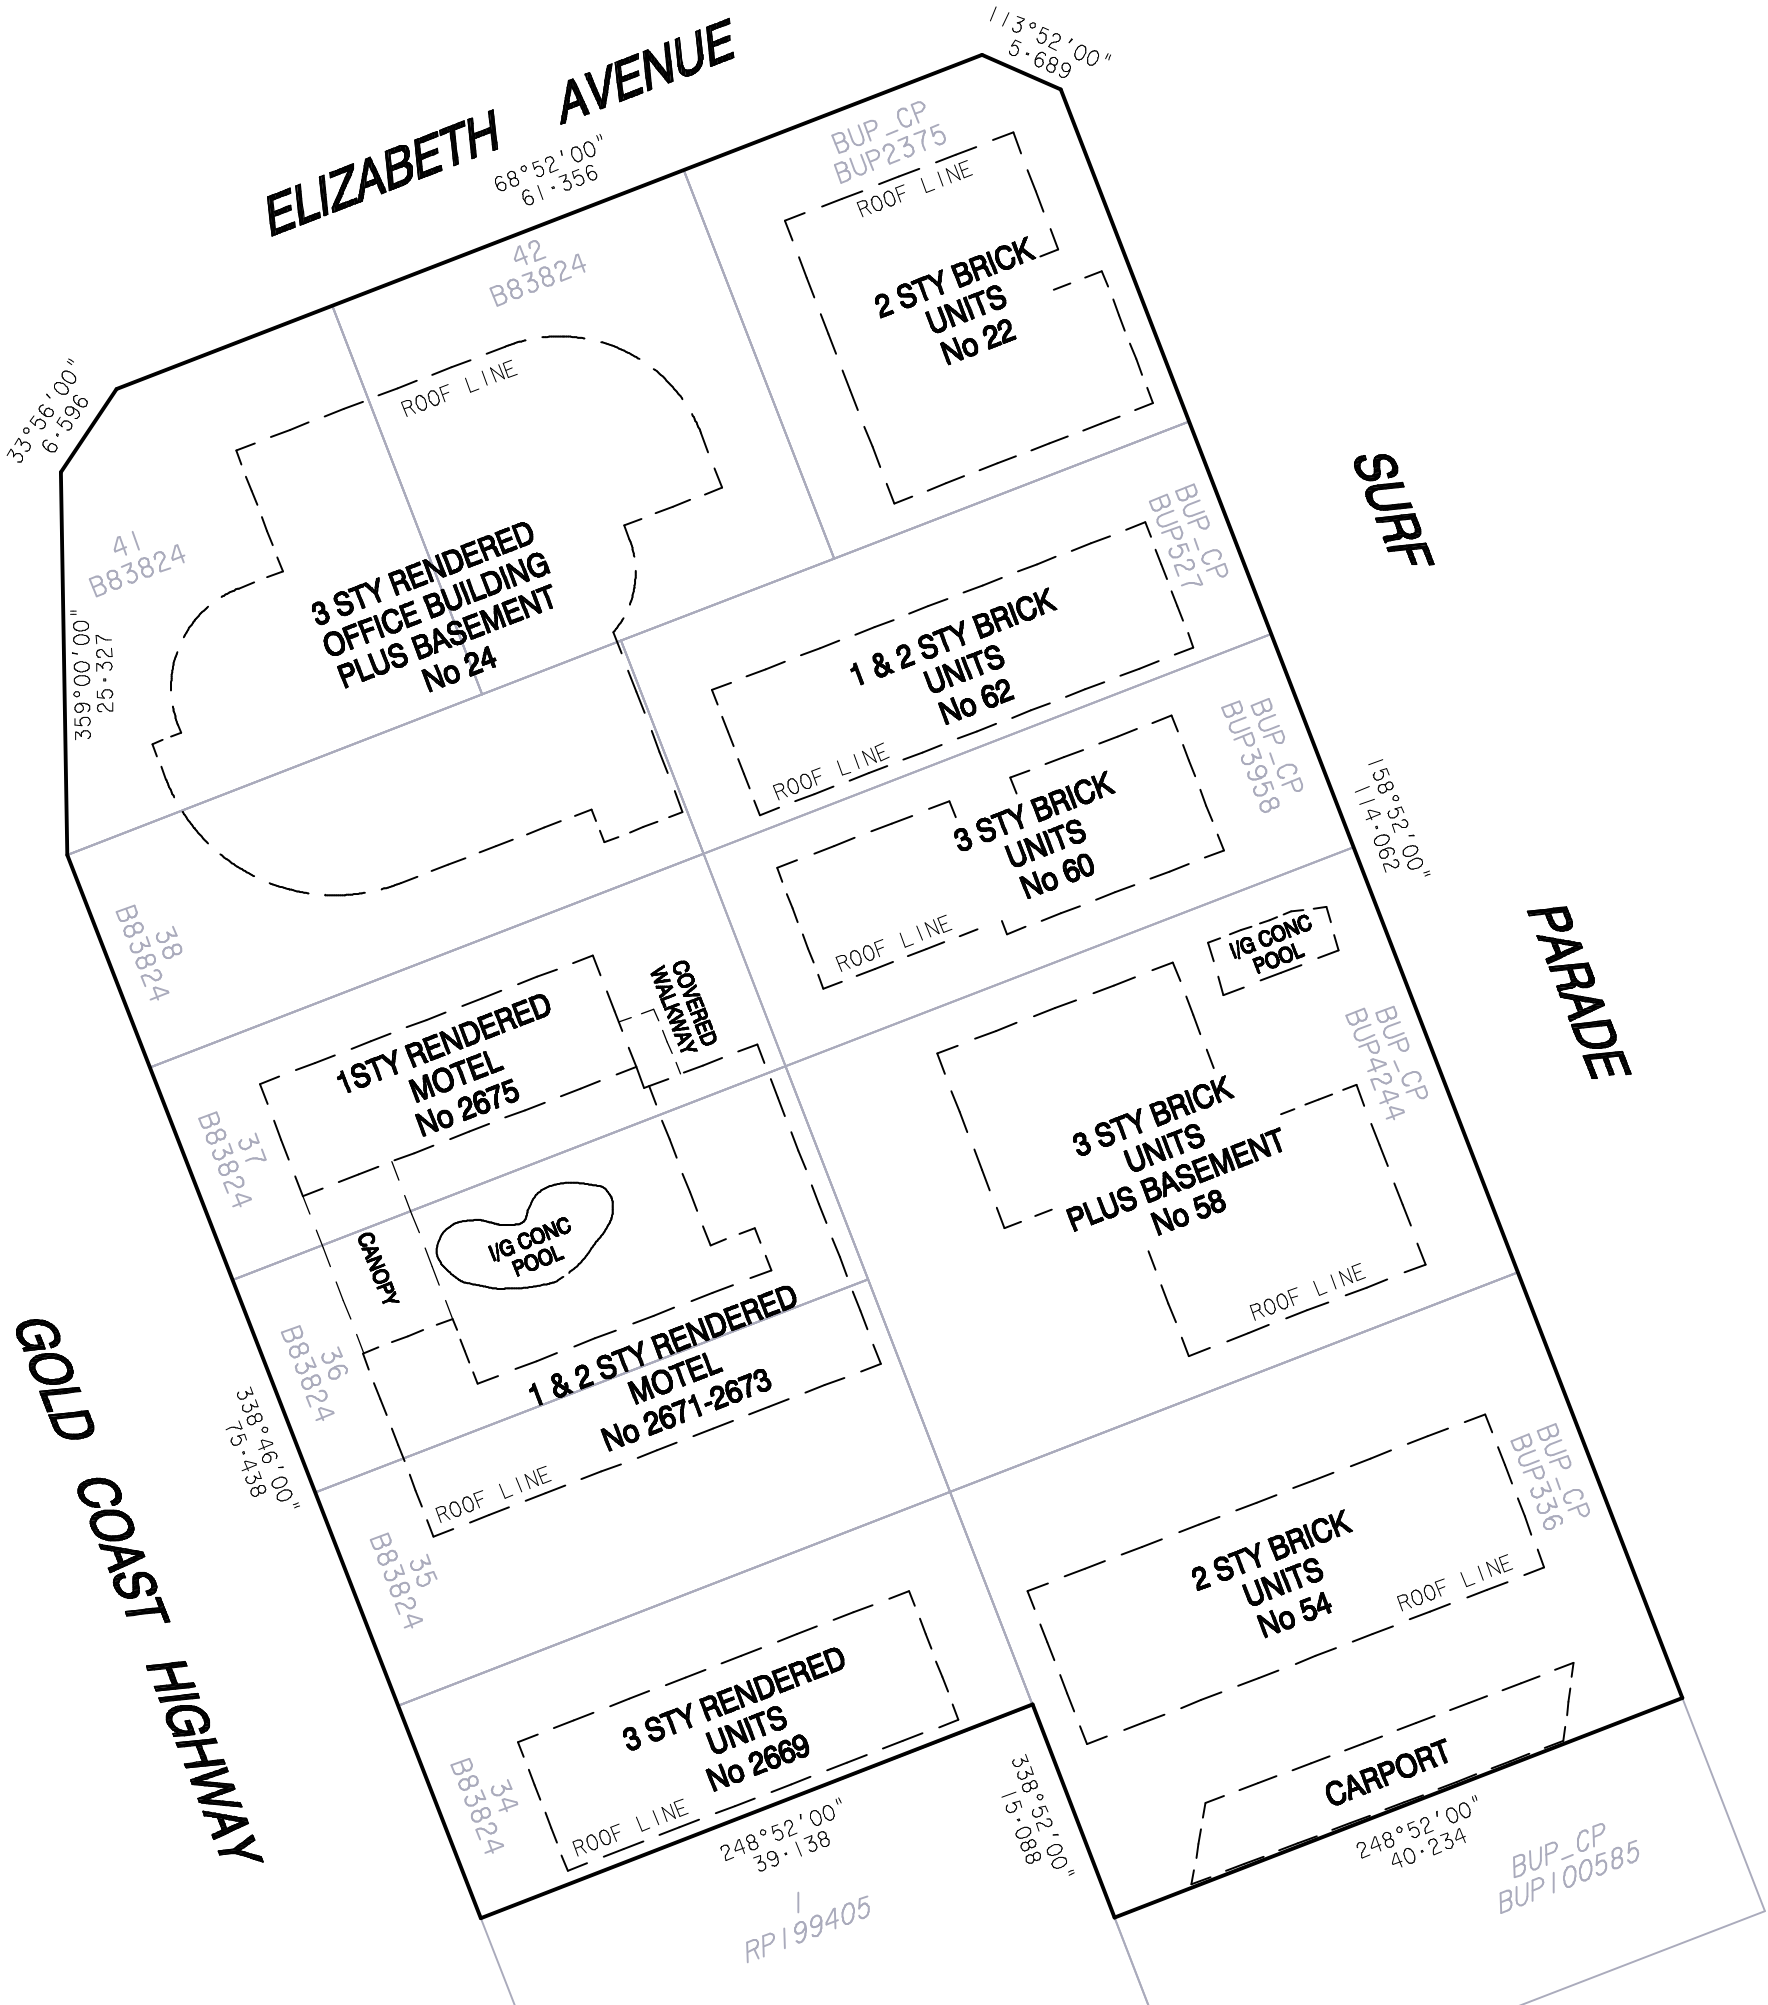 ELIZABETH AVENUE
113°52'00"
5·689
68°52'00"
61·356
BUP_CP
BUP2375
ROOF LINE
42
B83824
2 STY BRICK
UNITS
No 22
33°56'00"
6·596
ROOF LINE
SURF
41
B83824
3 STY RENDERED
OFFICE BUILDING
PLUS BASEMENT
No 24
BUP_CP
BUP5527
359°00'00"
25·327
1 & 2 STY BRICK
UNITS
No 62
ROOF LINE
BUP_CP
BUP3958
3 STY BRICK
UNITS
No 60
ROOF LINE
158°52'00"
114·062
PARADE
38
B83824
I/G CONC
POOL
COVERED
WALKWAY
1STY RENDERED
MOTEL
No 2675
BUP_CP
BUP4244
37
B83824
3 STY BRICK
UNITS
PLUS BASEMENT
No 58
ROOF LINE
CANOPY
I/G CONC
POOL
36
B83824
1 & 2 STY RENDERED
MOTEL
No 2671-2673
ROOF LINE
GOLD COAST HIGHWAY
338°46'00"
75·438
BUP_CP
BUP336
35
B83824
2 STY BRICK
UNITS
No 54
ROOF LINE
3 STY RENDERED
UNITS
No 2669
ROOF LINE
34
B83824
CARPORT
248°52'00"
39·138
338°52'00"
15·088
248°52'00"
40·234
BUP_CP
BUP100585
1
RP199405